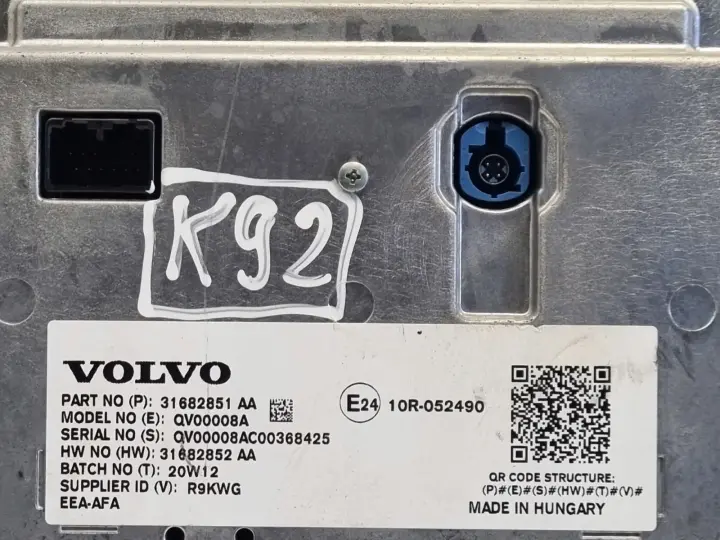 K92
VOLVO
PART NO (P): 31682851 AA
MODEL NO (E): QV00008A
SERIAL NO (S): QV00008AC00368425
HW NO (HW): 31682852 AA
BATCH NO (T): 20W12
SUPPLIER ID (V): R9KWG
EEA-AFA
E24 10R-052490
QR CODE STRUCTURE:
(P)#(E)#(S)#(HW)#(T)#(V)#
MADE IN HUNGARY